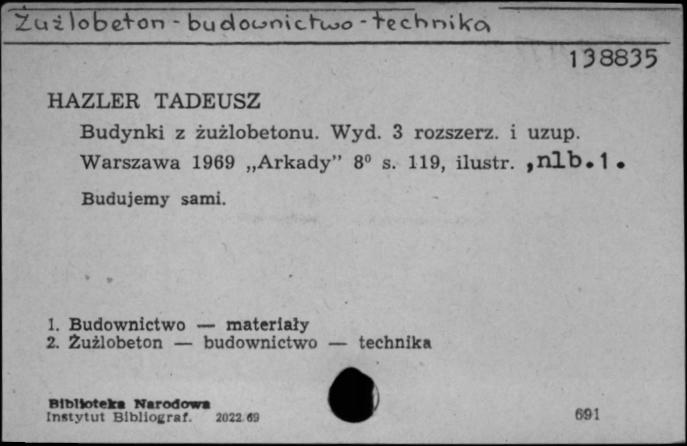 Żużlobeton - budownictwo - technika
138835
HAZLER TADEUSZ
Budynki z żużlobetonu. Wyd. 3 rozszerz. i uzup.
Warszawa 1969 „Arkady” 8⁰ s. 119, ilustr. ,nlb.1.
Budujemy sami.
1. Budownictwo — materiały
2. Żużlobeton — budownictwo — technika
Biblioteka Narodowa
Instytut Bibliograf. 2022 69
691